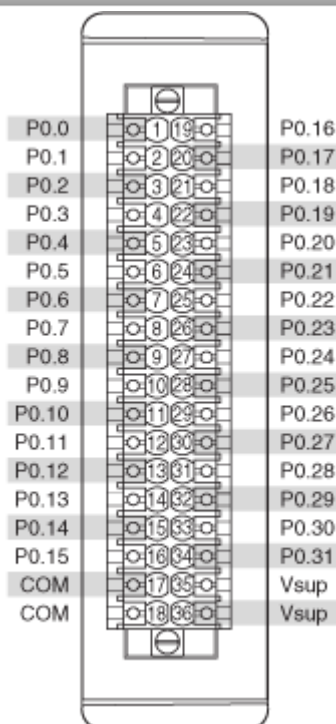 P0.0 1 19 P0.16
P0.1 2 20 P0.17
P0.2 3 21 P0.18
P0.3 4 22 P0.19
P0.4 5 23 P0.20
P0.5 6 24 P0.21
P0.6 7 25 P0.22
P0.7 8 26 P0.23
P0.8 9 27 P0.24
P0.9 10 28 P0.25
P0.10 11 29 P0.26
P0.11 12 30 P0.27
P0.12 13 31 P0.28
P0.13 14 32 P0.29
P0.14 15 33 P0.30
P0.15 16 34 P0.31
COM 17 35 Vsup
COM 18 36 Vsup